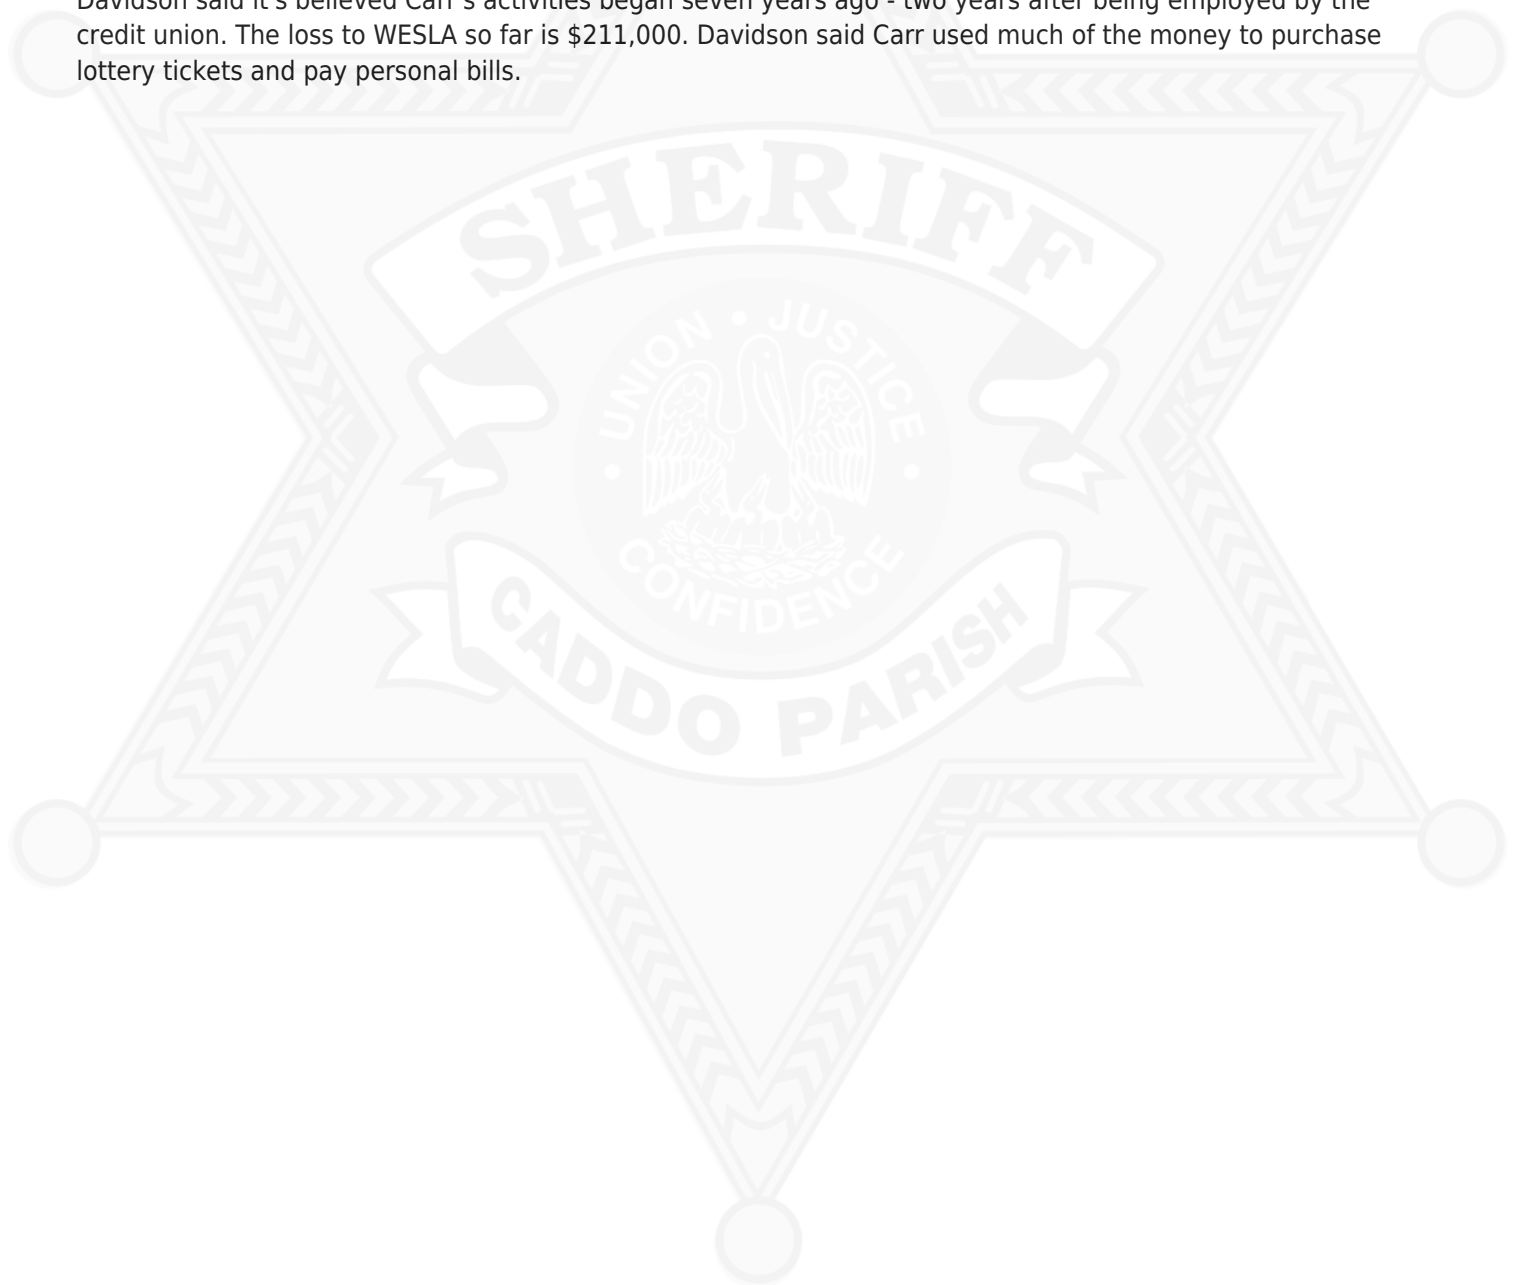 Davidson said it's believed Carr's activities began seven years ago - two years after being employed by the
credit union. The loss to WESLA so far is $211,000. Davidson said Carr used much of the money to purchase
lottery tickets and pay personal bills.
SHERIFF
UNION • JUSTICE
• CONFIDENCE •
CADDO PARISH